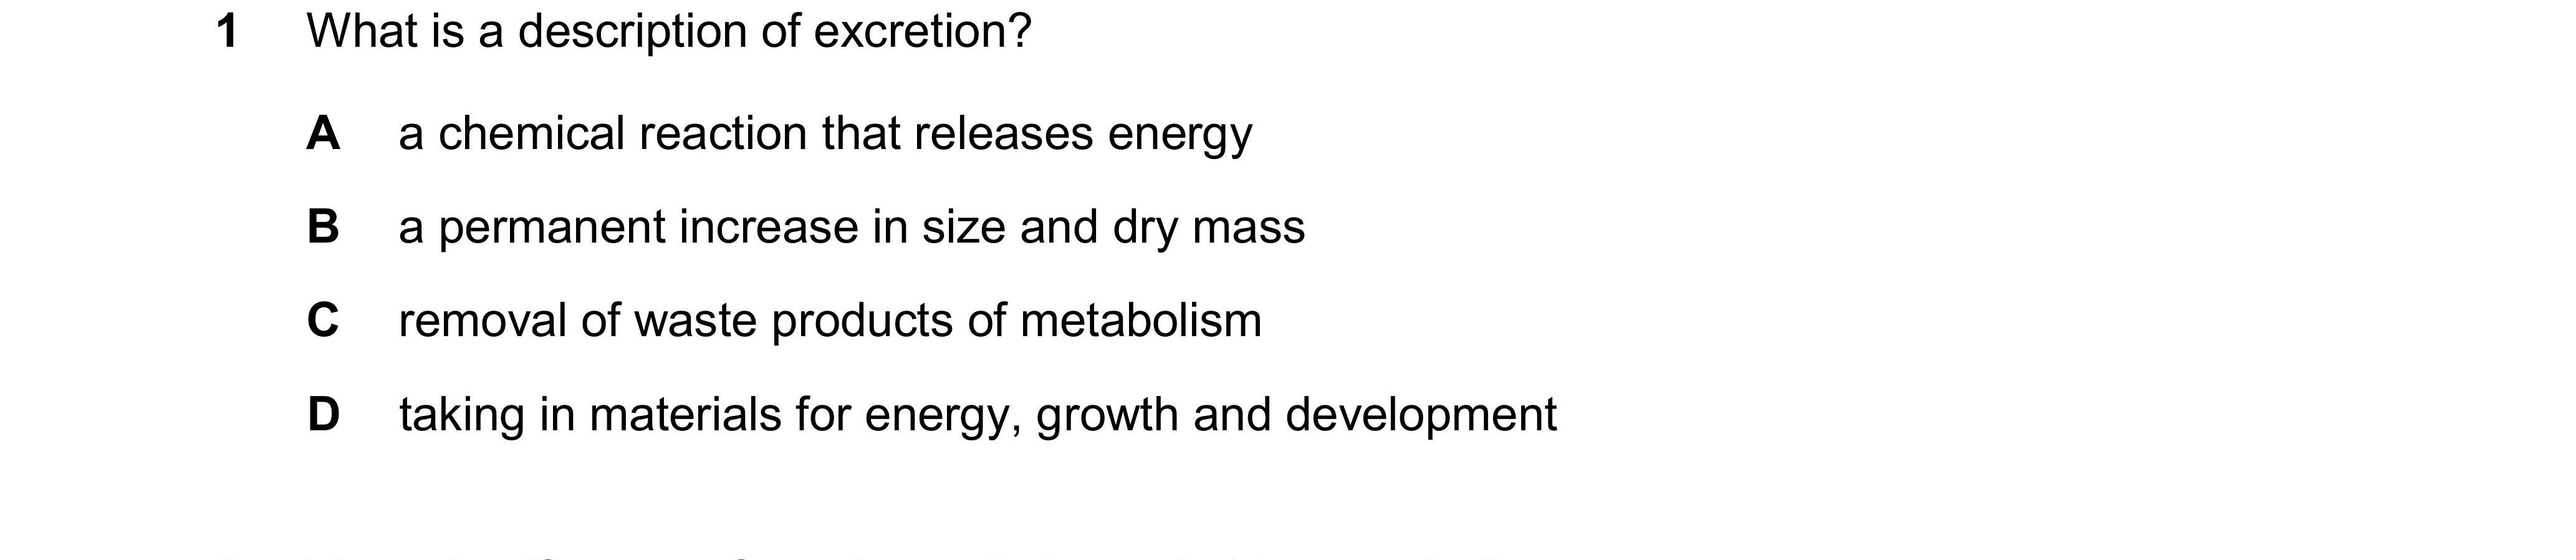 1 What is a description of excretion?
A a chemical reaction that releases energy
B a permanent increase in size and dry mass
C removal of waste products of metabolism
D taking in materials for energy, growth and development